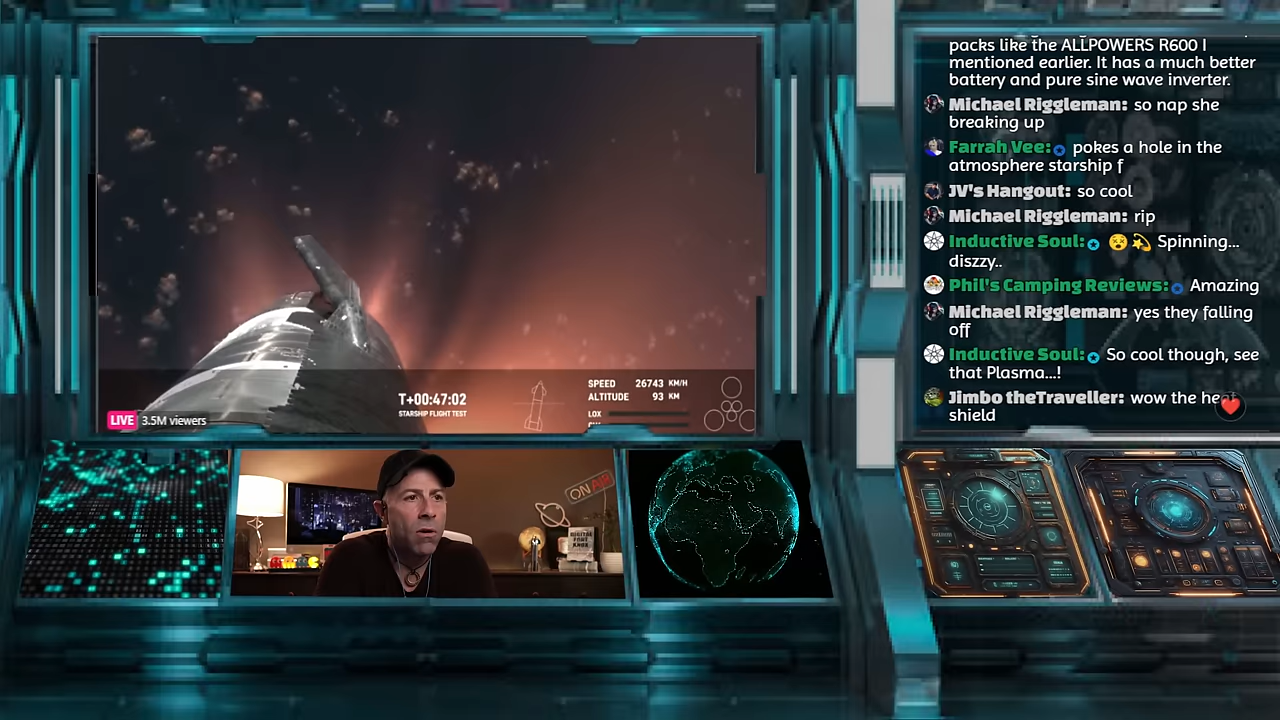 packs like the ALLPOWERS R600 I
mentioned earlier. It has a much better
battery and pure sine wave inverter.
Michael Riggleman: so nap she
breaking up
Farrah Vee: pokes a hole in the
atmosphere starship f
JV's Hangout: so cool
Michael Riggleman: rip
Inductive Soul: 😵💫 Spinning...
diszzy..
Phil's Camping Reviews: Amazing
Michael Riggleman: yes they falling
off
Inductive Soul: So cool though, see
that Plasma...!
Jimbo theTraveller: wow the heat
shield
T+00:47:02
STARSHIP FLIGHT TEST
SPEED 26743 KM/H
ALTITUDE 93 KM
LOX
LIVE 3.5M viewers
ON AIR